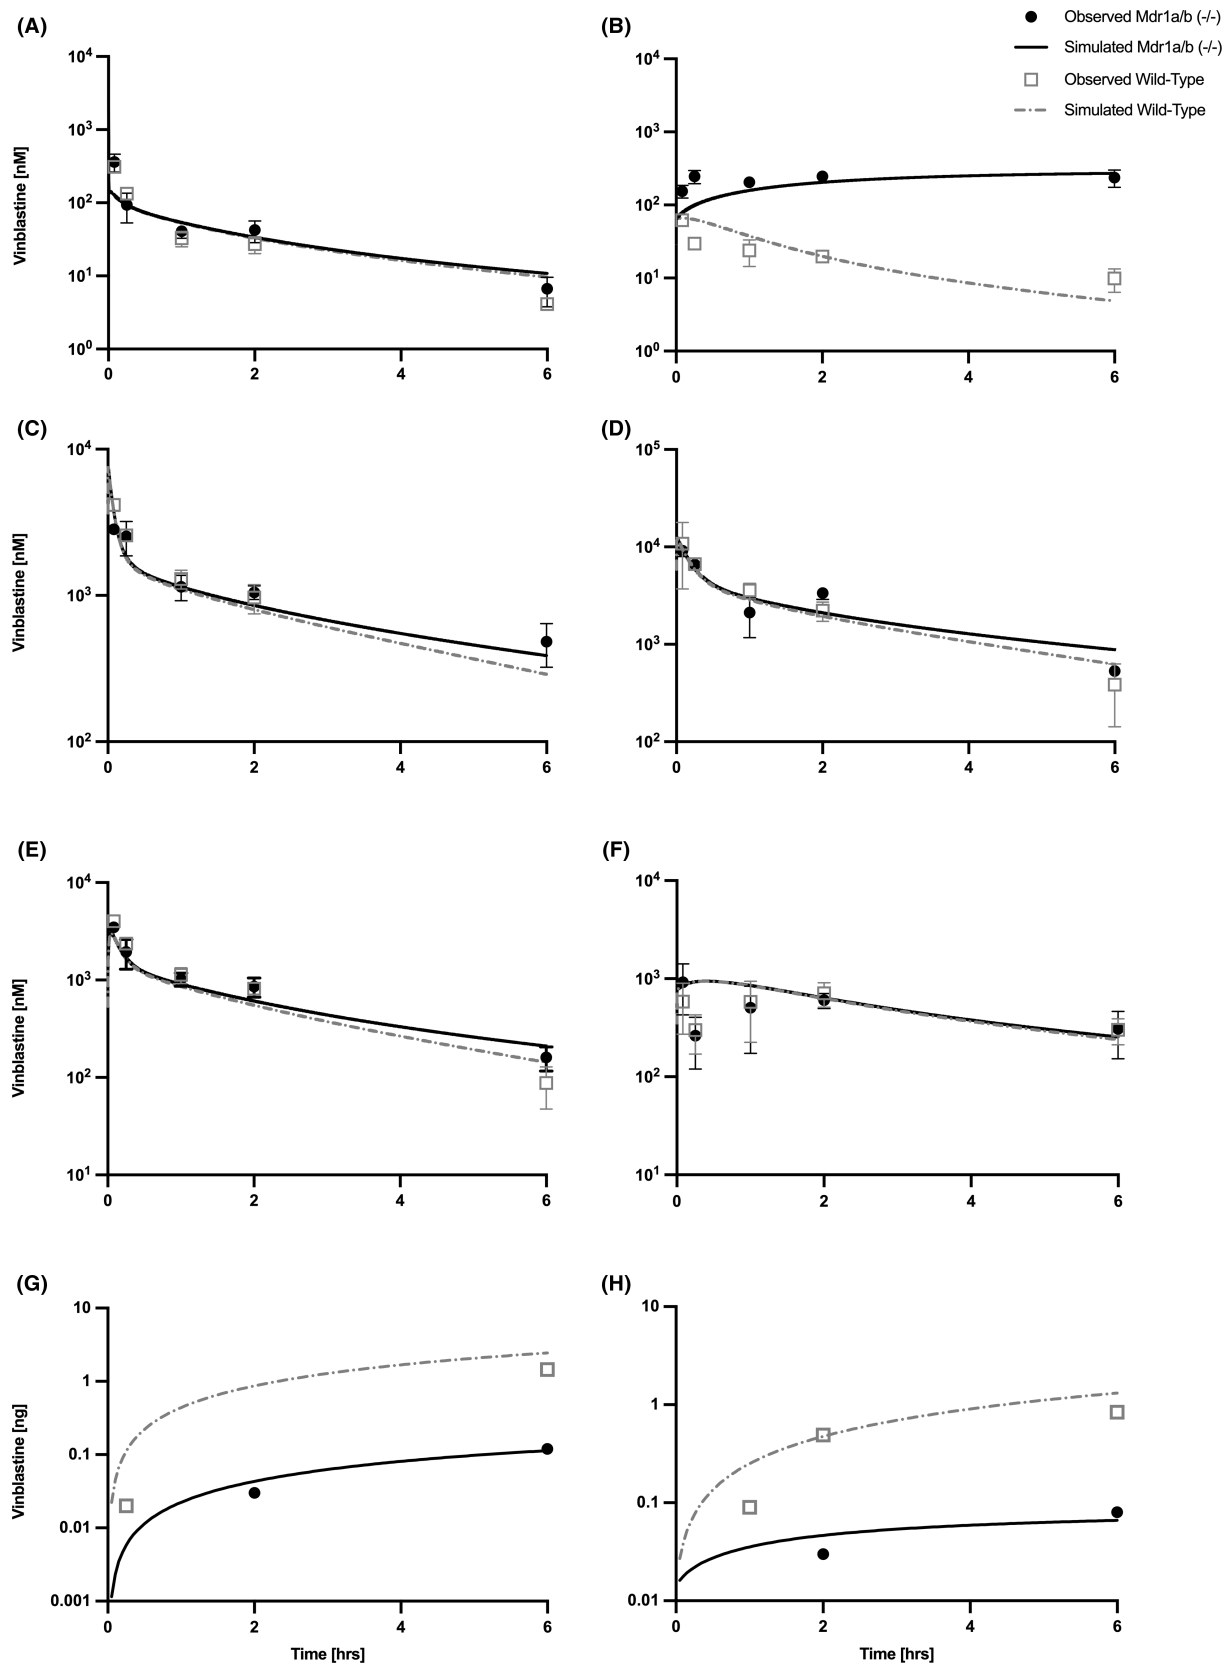 (A)
(B)
Observed Mdr1a/b (-/-)
Simulated Mdr1a/b (-/-)
Observed Wild-Type
Simulated Wild-Type
Vinblastine [nM]
10⁴
10³
10²
10¹
10⁰
0 2 4 6
10⁴
10³
10²
10¹
10⁰
0 2 4 6
(C)
(D)
Vinblastine [nM]
10⁴
10³
10²
0 2 4 6
10⁵
10⁴
10³
10²
0 2 4 6
(E)
(F)
Vinblastine [nM]
10⁴
10³
10²
10¹
0 2 4 6
10⁴
10³
10²
10¹
0 2 4 6
(G)
(H)
Vinblastine [ng]
10
1
0.1
0.01
0.001
0 2 4 6
Time [hrs]
10
1
0.1
0.01
0 2 4 6
Time [hrs]